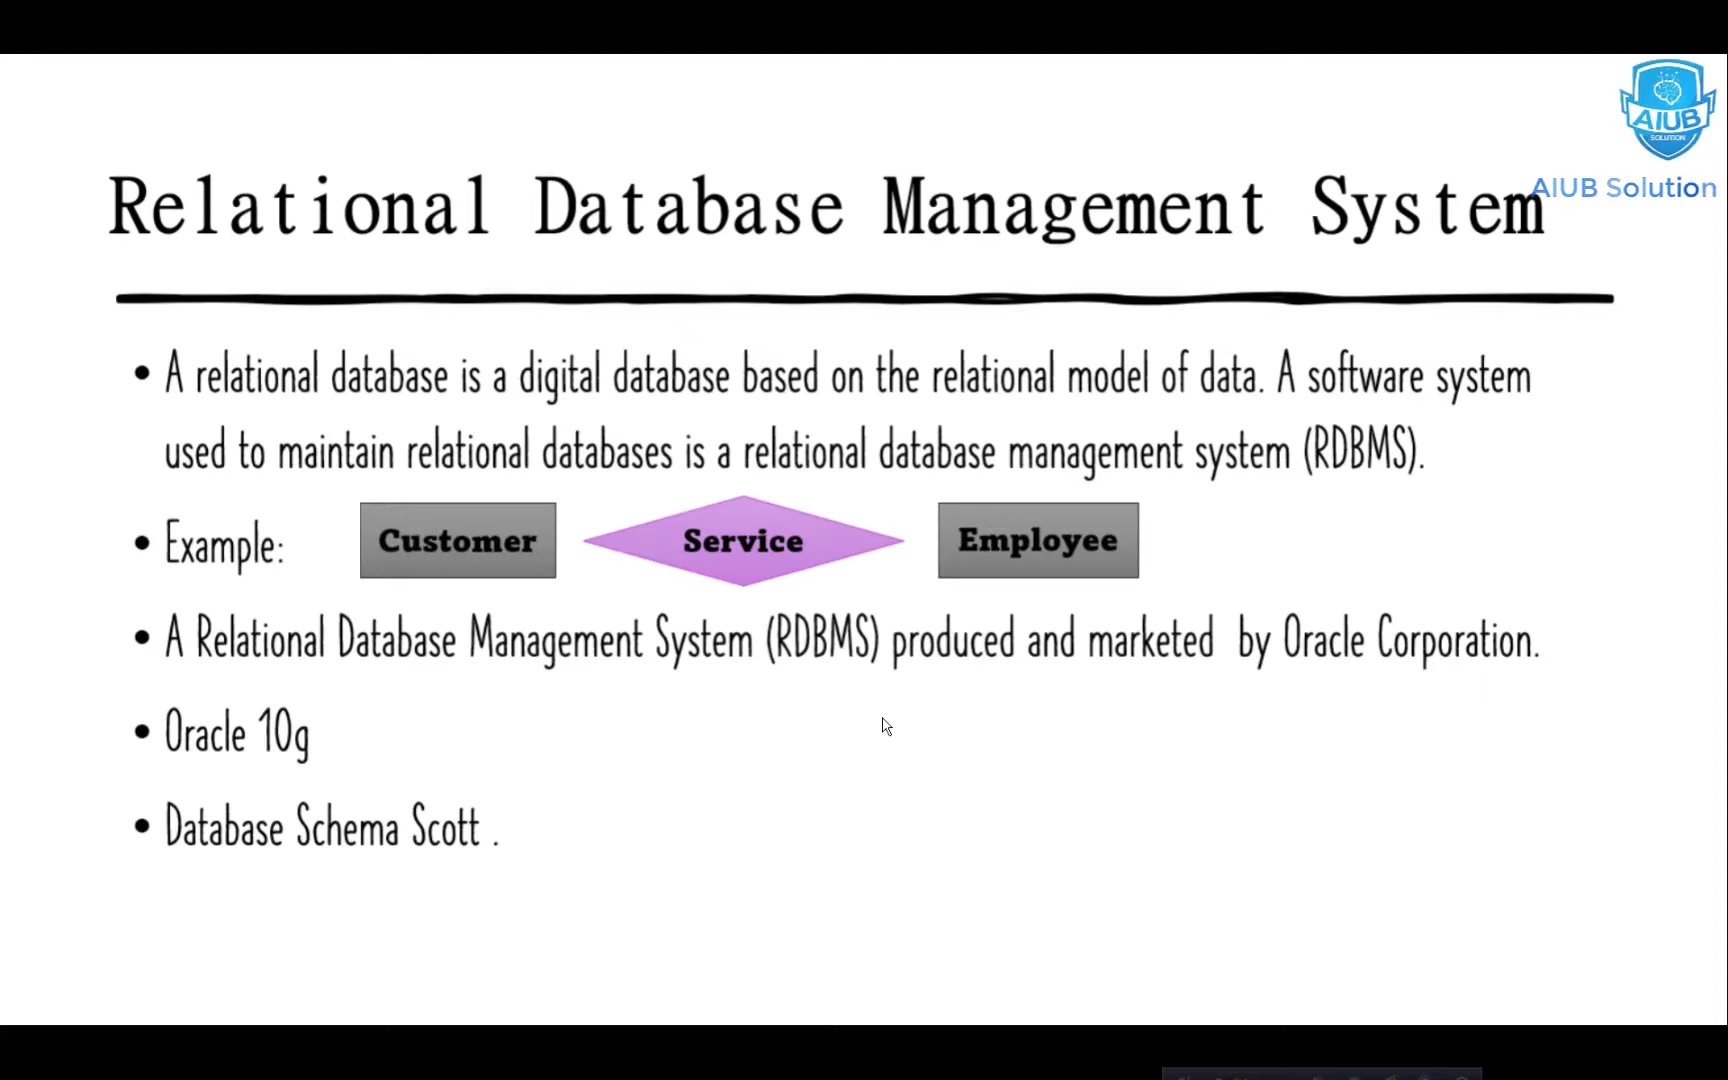 AIUB
SOLUTION
AIUB Solution
Relational Database Management System
• A relational database is a digital database based on the relational model of data. A software system
used to maintain relational databases is a relational database management system (RDBMS).
• Example: Customer Service Employee
• A Relational Database Management System (RDBMS) produced and marketed by Oracle Corporation.
• Oracle 10g
• Database Schema Scott .